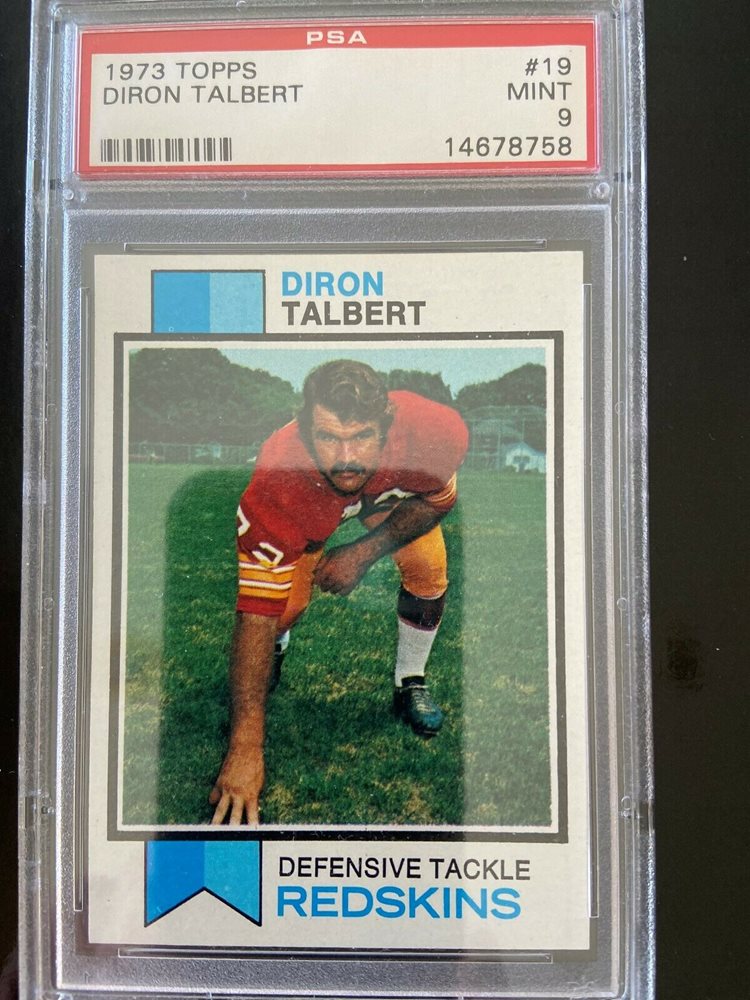 PSA
1973 TOPPS #19
DIRON TALBERT MINT
9
14678758
DIRON
TALBERT
DEFENSIVE TACKLE
REDSKINS